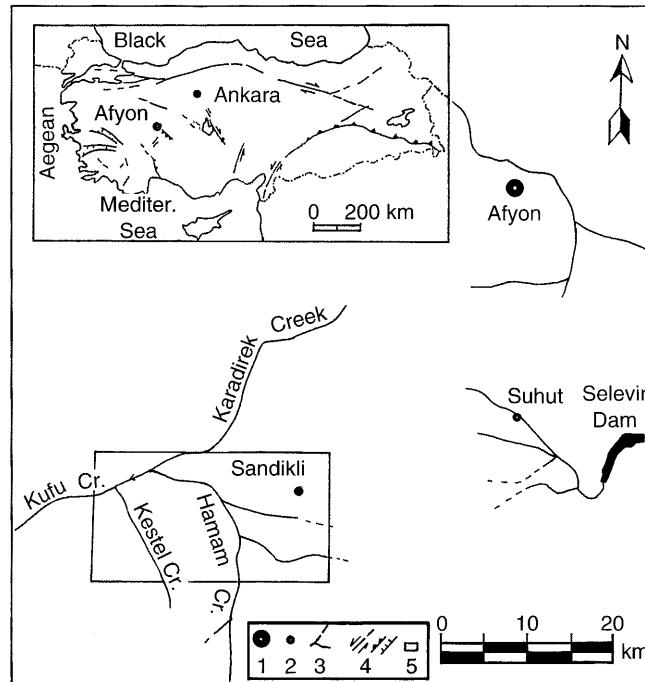 Black Sea
N
Ankara
Afyon
Aegean
Mediter.
Sea
0 200 km
Afyon
Karadirek Creek
Suhut
Selevir
Dam
Sandikli
Kufu Cr.
Kestel Cr.
Hamam Cr.
1 2 3 4 5
0 10 20
km